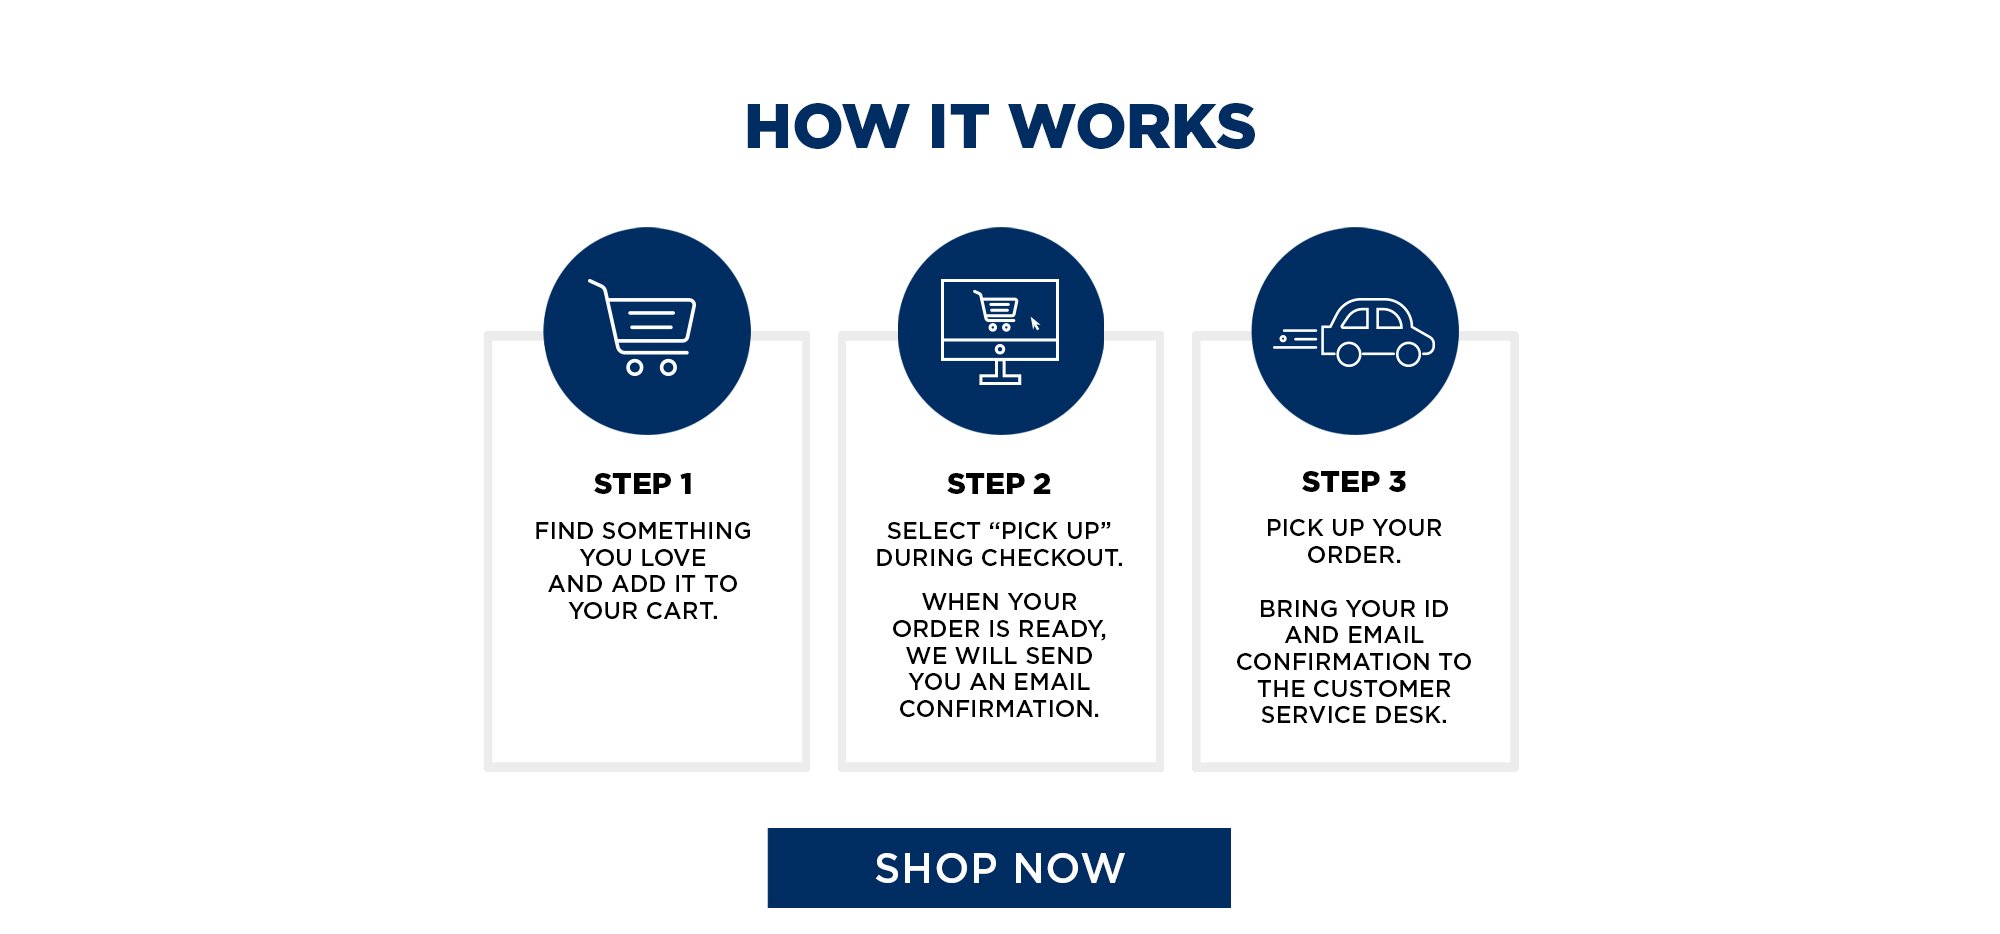 HOW IT WORKS
STEP 1
FIND SOMETHING
YOU LOVE
AND ADD IT TO
YOUR CART.
STEP 2
SELECT “PICK UP”
DURING CHECKOUT.
WHEN YOUR
ORDER IS READY,
WE WILL SEND
YOU AN EMAIL
CONFIRMATION.
STEP 3
PICK UP YOUR
ORDER.
BRING YOUR ID
AND EMAIL
CONFIRMATION TO
THE CUSTOMER
SERVICE DESK.
SHOP NOW